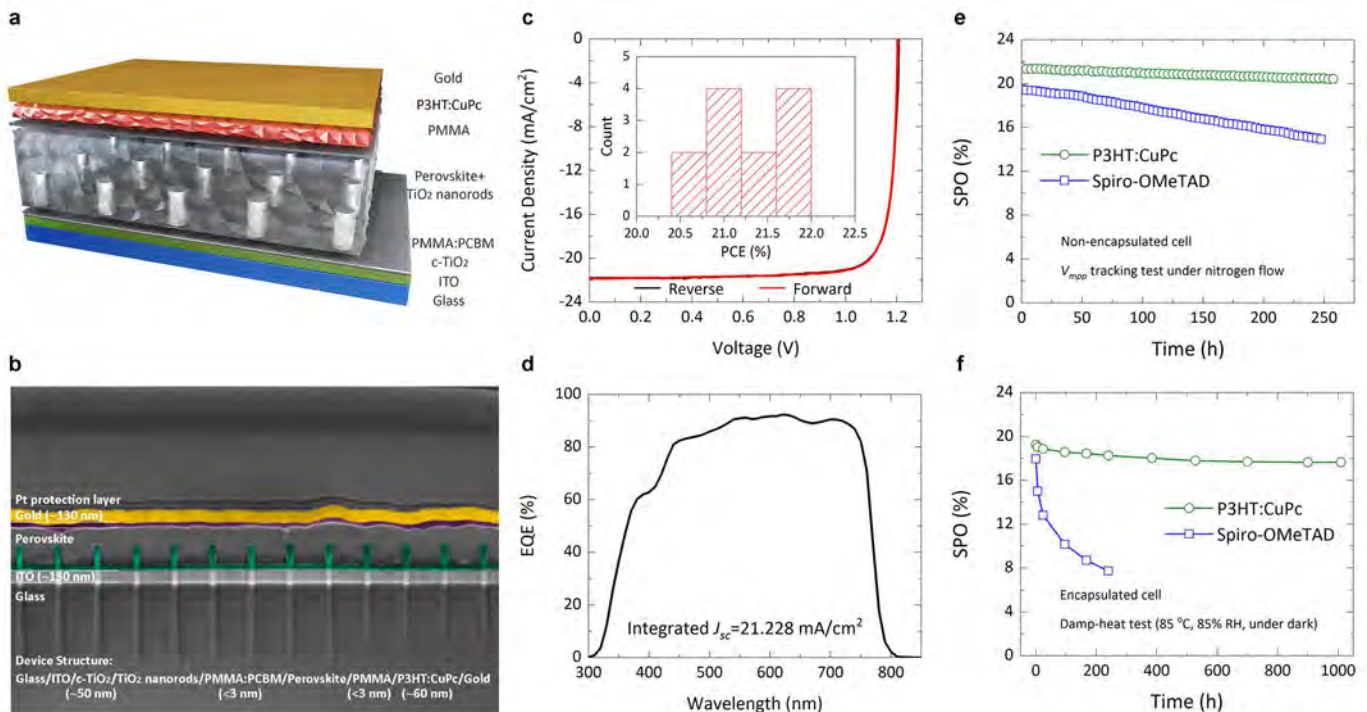 a
Gold
P3HT:CuPc
PMMA
Perovskite+
TiO₂ nanorods
PMMA:PCBM
c-TiO₂
ITO
Glass
b
Pt protection layer
Gold (~130 nm)
Perovskite
ITO (~130 nm)
Glass
Device Structure:
Glass/ITO/c-TiO₂/TiO₂ nanorods/PMMA:PCBM/Perovskite/PMMA/P3HT:CuPc/Gold
(~50 nm) (<3 nm) (<3 nm) (~60 nm)
c
Current Density (mA/cm²)
0
-4
-8
-12
-16
-20
-24
Count
5
4
3
2
1
0
20.0 20.5 21.0 21.5 22.0 22.5
PCE (%)
Reverse Forward
0.0 0.2 0.4 0.6 0.8 1.0 1.2
Voltage (V)
d
EQE (%)
100
80
60
40
20
0
Integrated Jsc=21.228 mA/cm²
300 400 500 600 700 800
Wavelength (nm)
e
SPO (%)
24
20
16
12
8
4
0
P3HT:CuPc
Spiro-OMeTAD
Non-encapsulated cell
Vmpp tracking test under nitrogen flow
0 50 100 150 200 250
Time (h)
f
SPO (%)
24
20
16
12
8
4
0
P3HT:CuPc
Spiro-OMeTAD
Encapsulated cell
Damp-heat test (85 °C, 85% RH, under dark)
0 200 400 600 800 1000
Time (h)